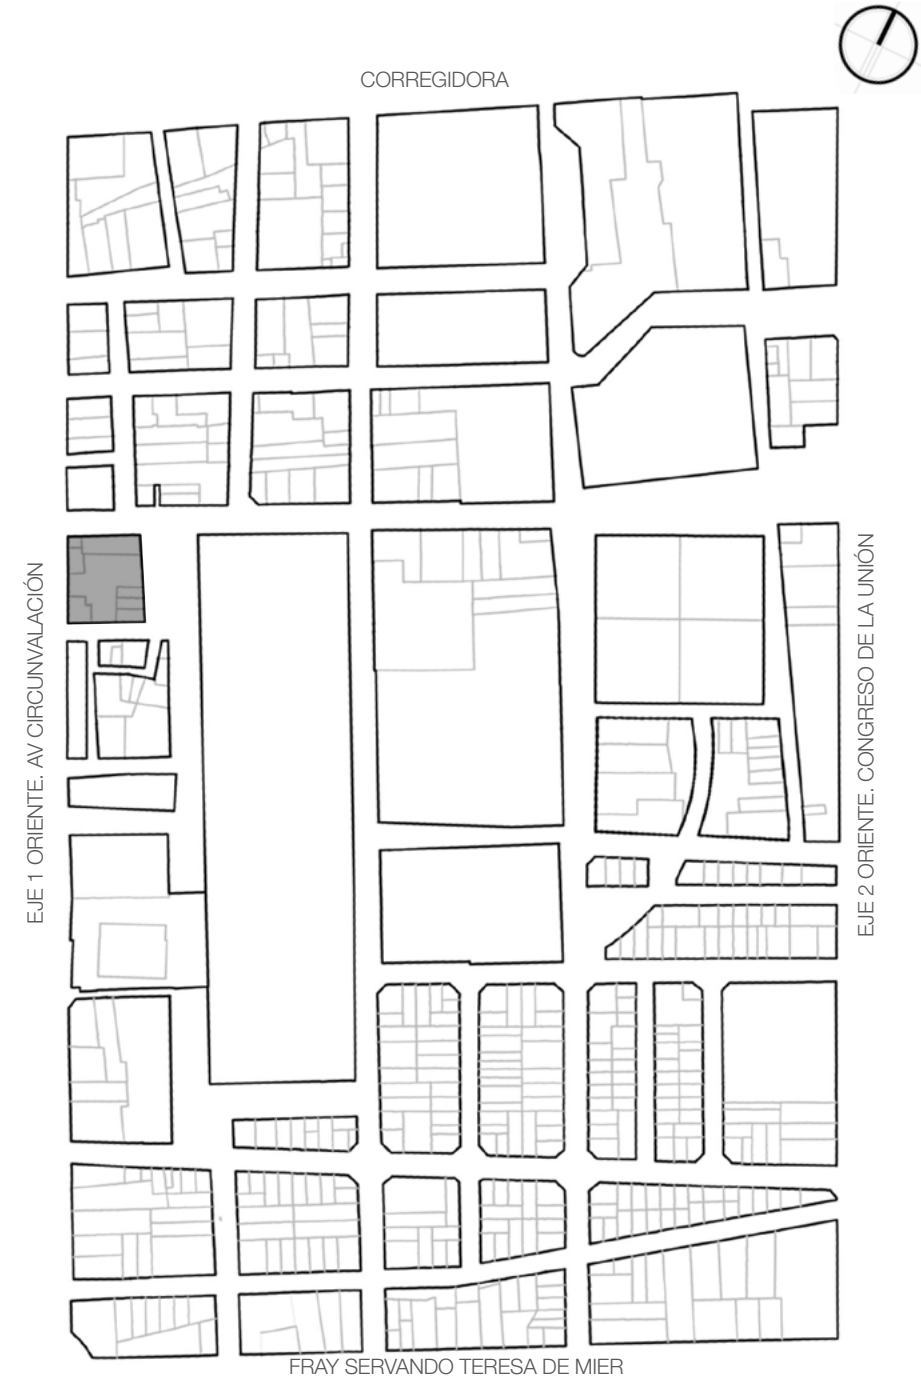 CORREGIDORA
EJE 1 ORIENTE. AV CIRCUNVALACIÓN
EJE 2 ORIENTE. CONGRESO DE LA UNIÓN
FRAY SERVANDO TERESA DE MIER